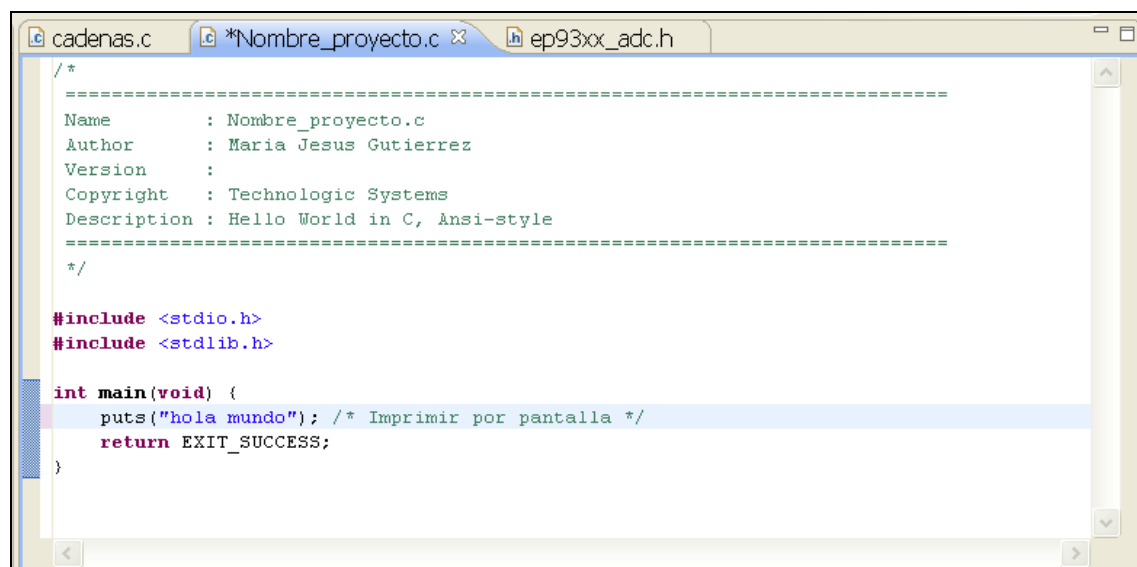 cadenas.c *Nombre_proyecto.c ep93xx_adc.h
/*
============================================================================
Name        : Nombre_proyecto.c
Author      : Maria Jesus Gutierrez
Version     :
Copyright   : Technologic Systems
Description : Hello World in C, Ansi-style
============================================================================
*/
#include <stdio.h>
#include <stdlib.h>
int main(void) {
    puts("hola mundo"); /* Imprimir por pantalla */
    return EXIT_SUCCESS;
}